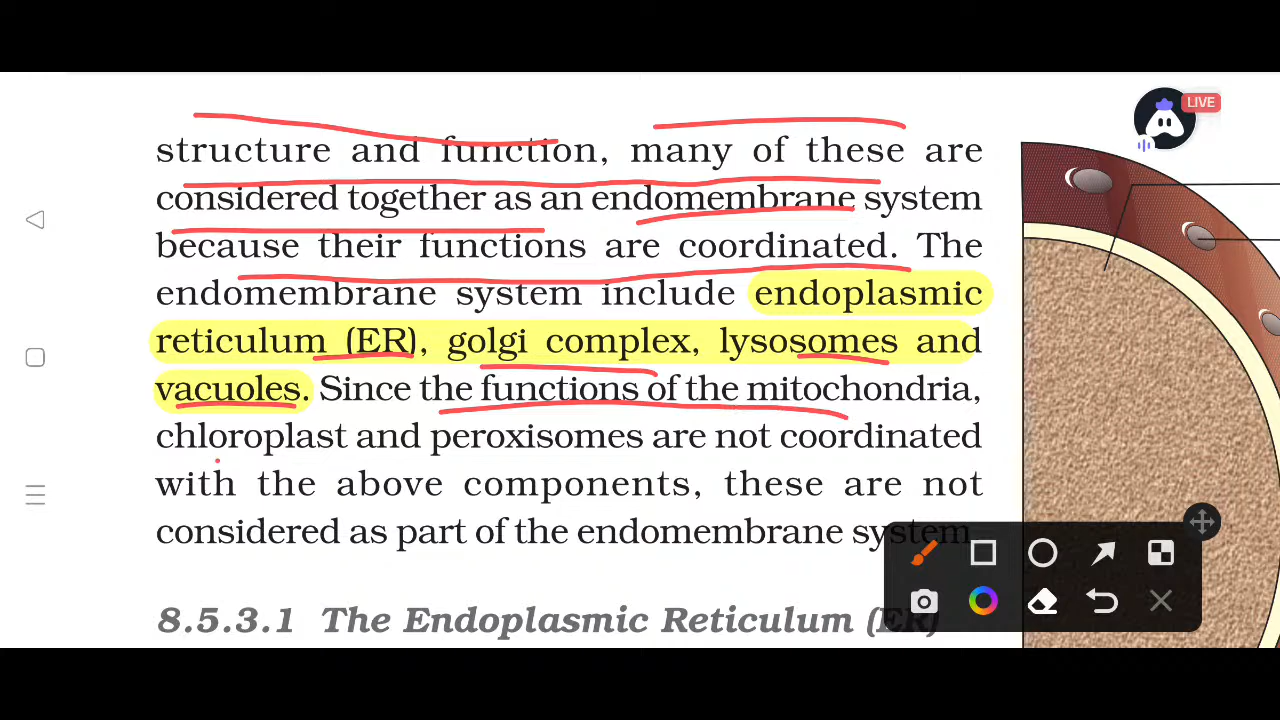 LIVE
structure and function, many of these are
considered together as an endomembrane system
because their functions are coordinated. The
endomembrane system include endoplasmic
reticulum (ER), golgi complex, lysosomes and
vacuoles. Since the functions of the mitochondria,
chloroplast and peroxisomes are not coordinated
with the above components, these are not
considered as part of the endomembrane system
8.5.3.1 The Endoplasmic Reticulum (ER)